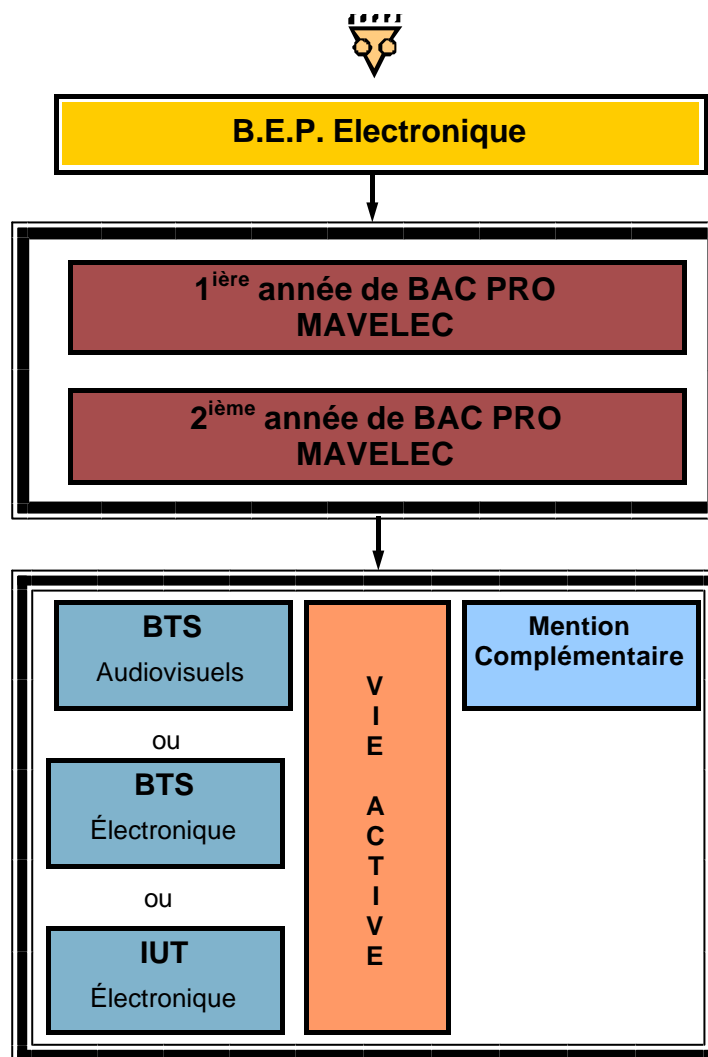 B.E.P. Electronique
1ière année de BAC PRO
MAVELEC
2ième année de BAC PRO
MAVELEC
BTS
Audiovisuels
ou
BTS
Électronique
ou
IUT
Électronique
V
I
E
A
C
T
I
V
E
Mention
Complémentaire